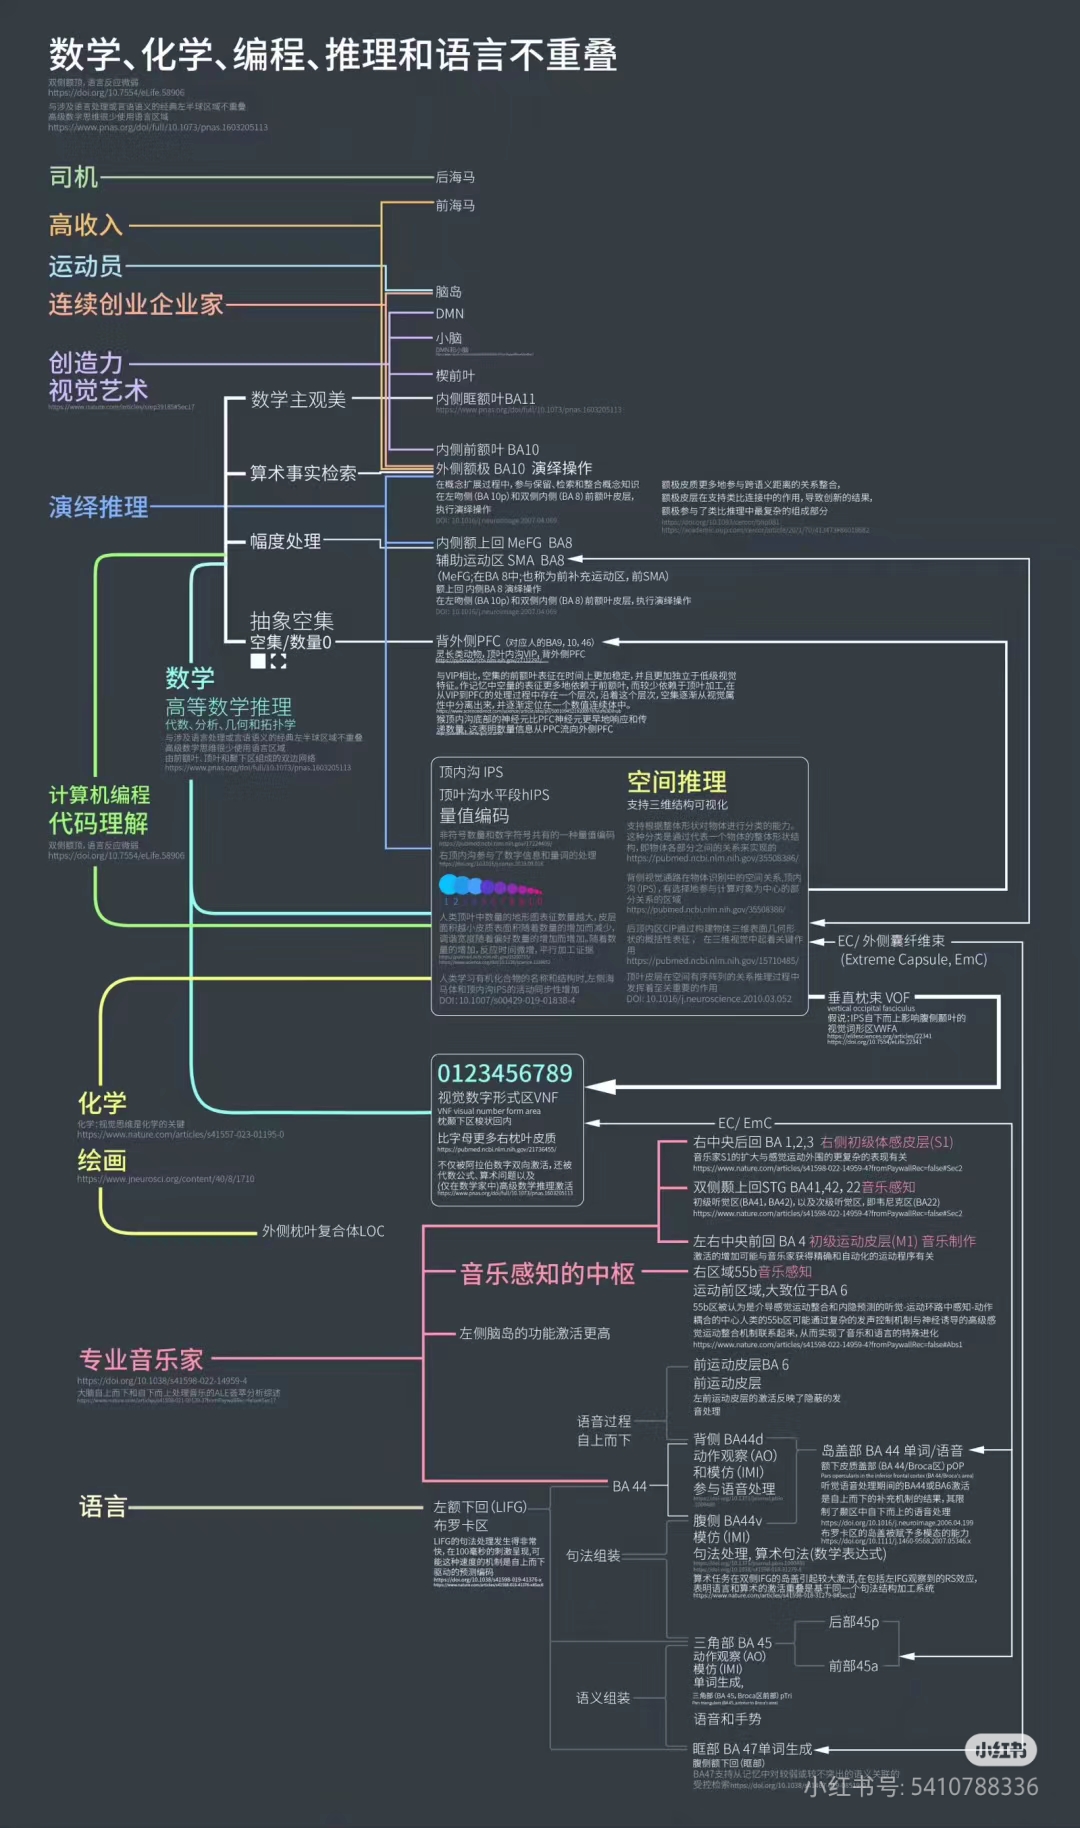 数学、化学、编程、推理和语言不重叠
双侧额顶，语言反应微弱
https://doi.org/10.7554/eLife.58906
与涉及语言处理或言语语义的经典左半球区域不重叠
高级数学思维很少使用语言区域
https://www.pnas.org/doi/full/10.1073/pnas.1603205113
司机
后海马
高收入
前海马
运动员
连续创业企业家
脑岛
DMN
小脑
DMN和小脑
创造力
视觉艺术
楔前叶
数学主观美
内侧眶额叶BA11
https://www.pnas.org/doi/full/10.1073/pnas.1603205113
内侧前额叶 BA10
算术事实检索
外侧额极 BA10 演绎操作
在概念扩展过程中，参与保留、检索和整合概念知识
在左吻侧（BA 10p）和双侧内侧（BA 8）前额叶皮层，
执行演绎操作
DOI: 10.1016/j.neuroimage.2007.04.069
额极皮质更多地参与跨语义距离的关系整合，
额极皮层在支持类比连接中的作用，导致创新的结果，
额极参与了类比推理中最复杂的组成部分
演绎推理
幅度处理
内侧额上回 MeFG BA8
辅助运动区 SMA BA8
（MeFG;在BA 8中;也称为前补充运动区，前SMA）
额上回 内侧BA 8 演绎操作
在左吻侧（BA 10p）和双侧内侧（BA 8）前额叶皮层，执行演绎操作
DOI: 10.1016/j.neuroimage.2007.04.069
抽象空集
空集/数量0
背外侧PFC（对应人的BA9, 10, 46）
灵长类动物，顶叶内沟VIP，背外侧PFC
与VIP相比，空集的前额叶表征在时间上更加稳定，并且更加独立于低级视觉
特征。作记忆中空量的表征更多地依赖于前额叶，而较少依赖于顶叶加工,在
从VIP到PFC的处理过程中存在一个层次，沿着这个层次，空集逐渐从视觉属
性中分离出来，并逐渐定位在一个数值连续体中。
猴顶内沟底部的神经元比PFC神经元更早地响应和传
递数量，这表明数量信息从PPC流向外侧PFC
数学
高等数学推理
代数、分析、几何和拓扑学
与涉及语言处理或言语语义的经典左半球区域不重叠
高级数学思维很少使用语言区域
由前额叶、顶叶和颞下区组成的双边网络
https://www.pnas.org/doi/full/10.1073/pnas.1603205113
计算机编程
代码理解
双侧额顶，语言反应微弱
https://doi.org/10.7554/eLife.58906
顶内沟 IPS
顶叶沟水平段hIPS
量值编码
非符号数量和数字符号共有的一种量值编码
右顶内沟参与了数字信息和量词的处理
1 2 3 4 5 6 7 8 9 10
人类顶叶中数量的地形图表征数量越大，皮层
面积越小皮质表面积随着数量的增加而减少，
调谐宽度随着偏好数量的增加而增加。随着数
量的增加，反应时间微增，平行加工证据
人类学习有机化合物的名称和结构时,左侧海
马体和顶内沟IPS的活动同步性增加
DOI：10.1007/s00429-019-01838-4
空间推理
支持三维结构可视化
支持根据整体形状对物体进行分类的能力。
这种分类是通过代表一个物体的整体形状结
构，即物体各部分之间的关系来实现的
https://pubmed.ncbi.nlm.nih.gov/35508386/
背侧视觉通路在物体识别中的空间关系,顶内
沟（IPS），有选择地参与计算对象为中心的部
分关系的区域
https://pubmed.ncbi.nlm.nih.gov/35508386/
后顶内区CIP通过构建物体三维表面几何形
状的概括性表征， 在三维视觉中起着关键作
用
https://pubmed.ncbi.nlm.nih.gov/15710485/
顶叶皮层在空间有序阵列的关系推理过程中
发挥着至关重要的作用
DOI: 10.1016/j.neuroscience.2010.03.052
EC/ 外侧囊纤维束
(Extreme Capsule, EmC)
垂直枕束 VOF
vertical occipital fasciculus
假说：IPS自下而上影响腹侧颞叶的
视觉词形区VWFA
https://elifesciences.org/articles/22341
https://doi.org/10.7554/eLife.22341
0123456789
视觉数字形式区VNF
VNF visual number form area
枕颞下区梭状回内
比字母更多右枕叶皮质
https://pubmed.ncbi.nlm.nih.gov/21736455/
不仅被阿拉伯数字双向激活，还被
代数公式、算术问题以及
(仅在数学家中)高级数学推理激活
https://www.pnas.org/doi/full/10.1073/pnas.1603205113
化学
化学：视觉思维是化学的关键
https://www.nature.com/articles/s41557-023-01195-0
绘画
https://www.jneurosci.org/content/40/8/1710
外侧枕叶复合体LOC
EC/ EmC
右中央后回 BA 1,2,3 右侧初级体感皮层(S1)
音乐家S1的扩大与感觉运动外围的更复杂的表现有关
https://www.nature.com/articles/s41598-022-14959-4?fromPaywallRec=false#Sec2
双侧颞上回STG BA41,42, 22音乐感知
初级听觉区(BA41, BA42)，以及次级听觉区，即韦尼克区(BA22)
https://www.nature.com/articles/s41598-022-14959-4?fromPaywallRec=false#Sec2
左右中央前回 BA 4 初级运动皮层(M1) 音乐制作
激活的增加可能与音乐家获得精确和自动化的运动程序有关
音乐感知的中枢
右区域55b音乐感知
运动前区域,大致位于BA 6
55b区被认为是介导感觉运动整合和内隐预测的听觉-运动环路中感知-动作
耦合的中心人类的55b区可能通过复杂的发声控制机制与神经诱导的高级感
觉运动整合机制联系起来，从而实现了音乐和语言的特殊进化
https://www.nature.com/articles/s41598-022-14959-4?fromPaywallRec=false#Abs1
左侧脑岛的功能激活更高
专业音乐家
https://doi.org/10.1038/s41598-022-14959-4
大脑自上而下和自下而上处理音乐的ALE荟萃分析综述
前运动皮层BA 6
前运动皮层
左前运动皮层的激活反映了隐蔽的发
音处理
语音过程
自上而下
背侧 BA44d
动作观察（AO）
和模仿（IMI）
参与语音处理
岛盖部 BA 44 单词/语音
额下皮质盖部（BA 44/Broca区）pOP
Pars opercularis in the inferior frontal cortex (BA 44/Broca's area)
听觉语音处理期间的BA44或BA6激活
是自上而下的补充机制的结果，其限
制了颞区中自下而上的语音处理
https://doi.org/10.1016/j.neuroimage.2006.04.199
布罗卡区的岛盖被赋予多模态的能力
https://doi.org/10.1111/j.1460-9568.2007.05346.x
BA 44
语言
左额下回（LIFG）
布罗卡区
LIFG的句法处理发生得非常
快，在100毫秒的刺激呈现,可
能这种速度的机制是自上而下
驱动的预测编码
https://doi.org/10.1038/s41598-019-41376-x
腹侧 BA44v
模仿（IMI）
句法组装
句法处理, 算术句法(数学表达式)
算术任务在双侧IFG的岛盖引起较大激活,在包括左IFG观察到的RS效应，
表明语言和算术的激活重叠是基于同一个句法结构加工系统
https://www.nature.com/articles/s41598-018-31279-8#Sec12
后部45p
三角部 BA 45
动作观察（AO）
模仿（IMI）
单词生成，
三角部（BA 45，Broca区前部）pTri
前部45a
语义组装
语音和手势
眶部 BA 47单词生成
腹侧额下回（眶部）
BA47支持从记忆中对较弱或较不突出的语义关联的
受控检索
小红书
小红书号: 5410788336